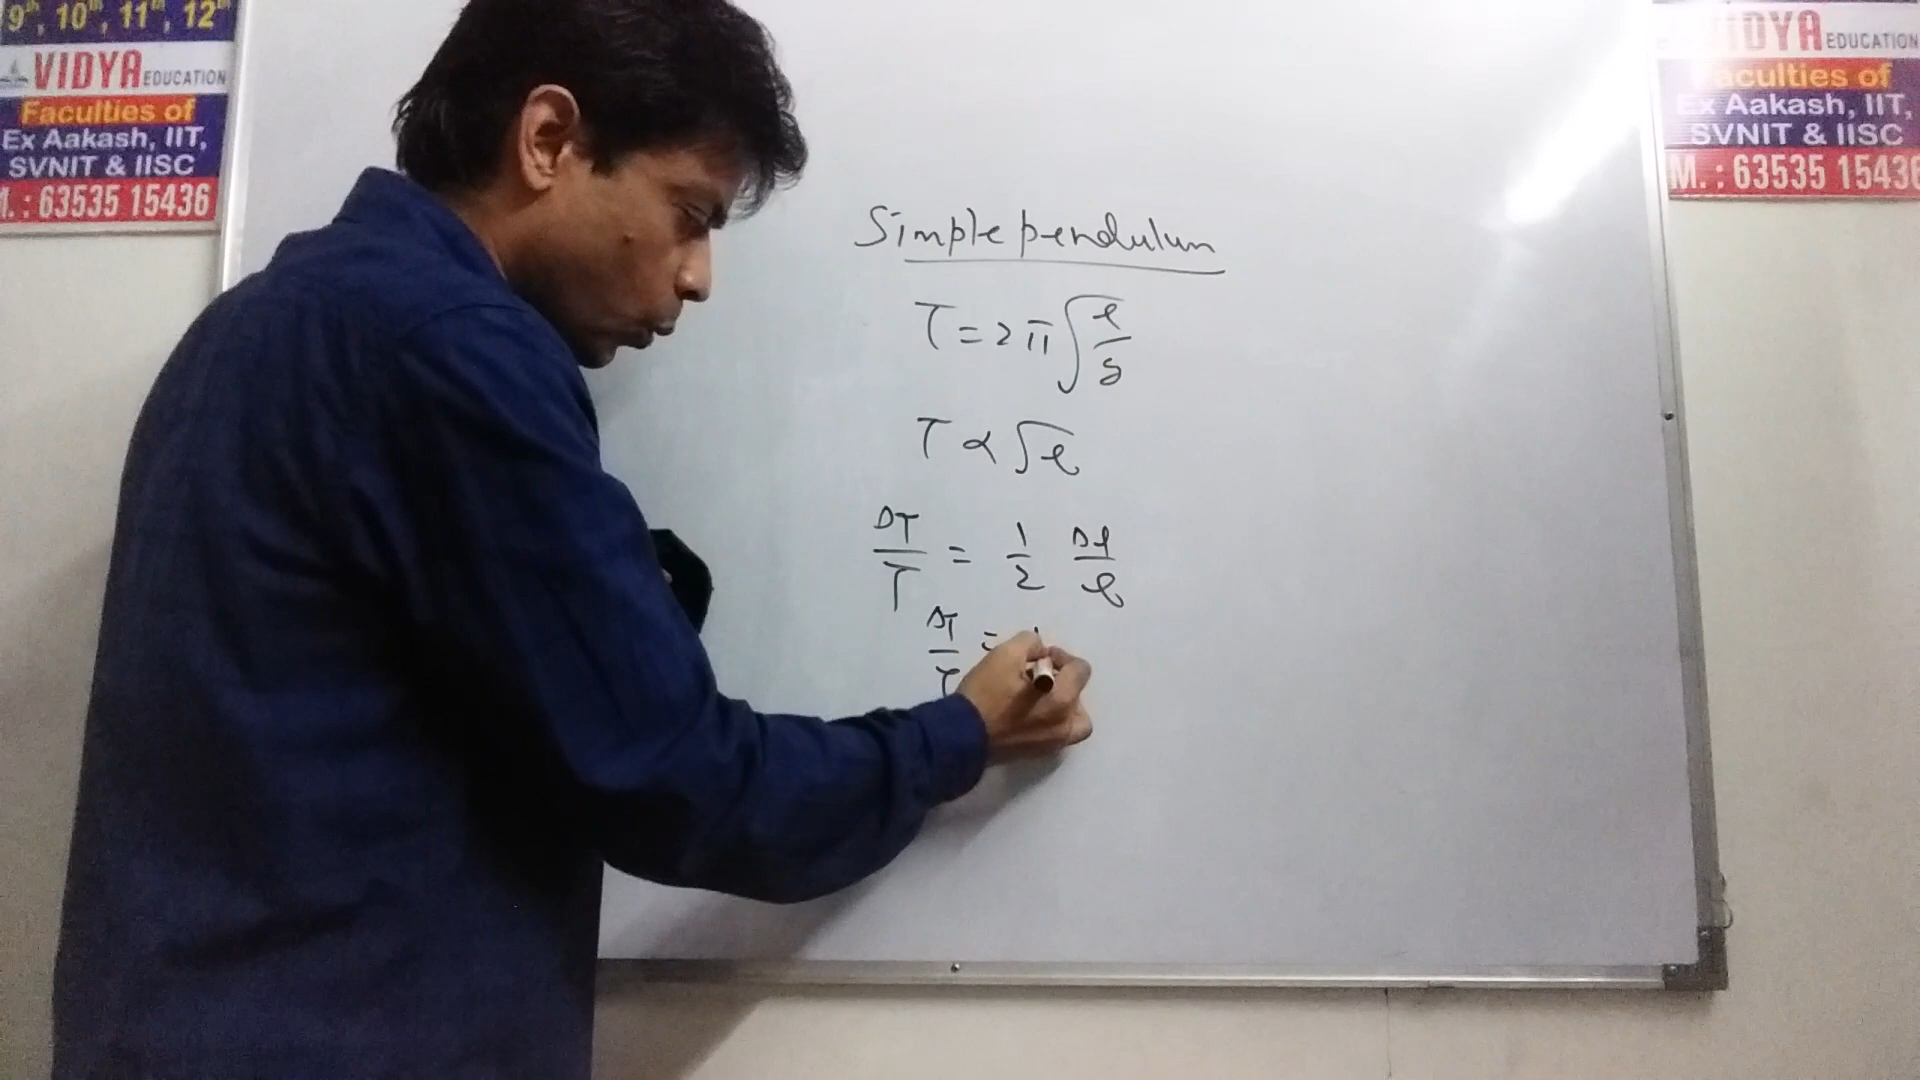 9th, 10th, 11th, 12th
VIDYA EDUCATION
Faculties of
Ex Aakash, IIT,
SVNIT & IISC
M.: 63535 15436
Simple pendulum
T = 2π√(l/g)
T ∝ √l
ΔT/T = 1/2 Δl/l
ΔT/T =
VIDYA EDUCATION
Faculties of
Ex Aakash, IIT,
SVNIT & IISC
M.: 63535 15436